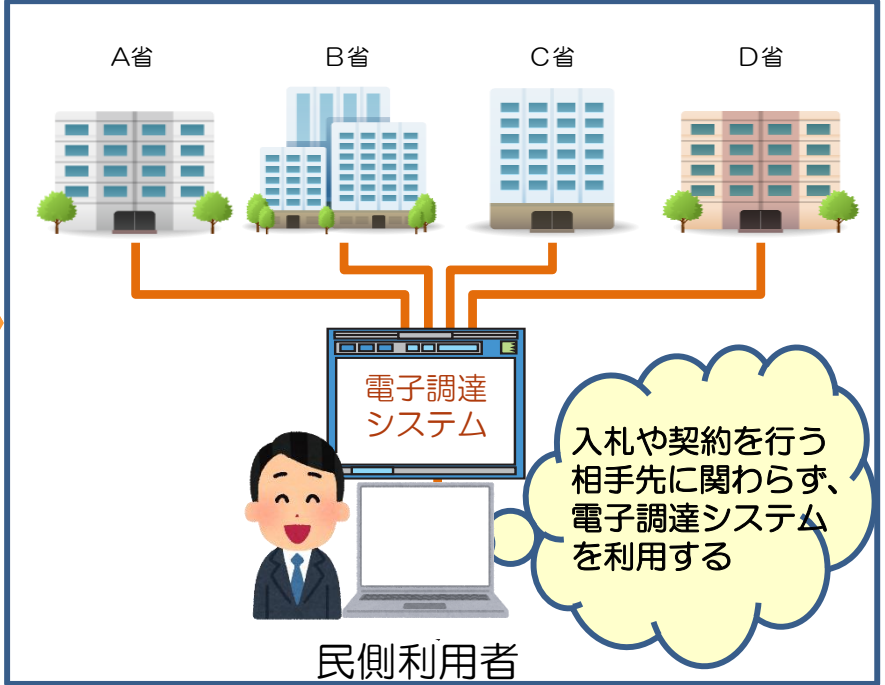 A省
B省
C省
D省
電子調達
システム
入札や契約を行う
相手先に関わらず、
電子調達システム
を利用する
民側利用者